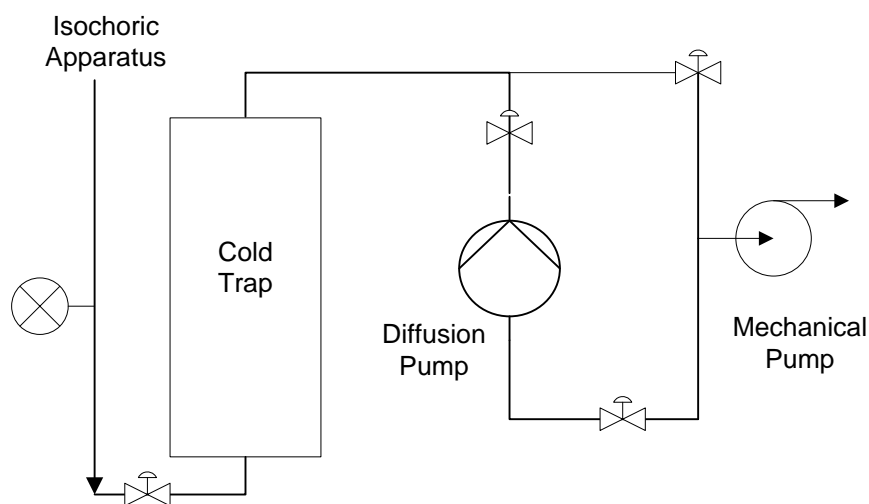 Isochoric
Apparatus
Cold
Trap
Diffusion
Pump
Mechanical
Pump